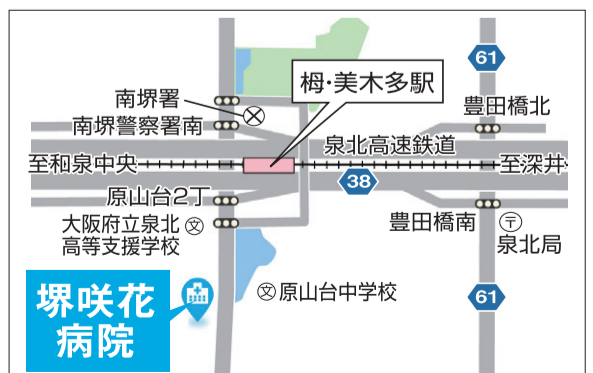 61
栂・美木多駅
南堺署
豊田橋北
南堺警察署南
泉北高速鉄道
至和泉中央
至深井
38
原山台2丁
大阪府立泉北
高等支援学校
文
豊田橋南
〒
泉北局
文
原山台中学校
堺咲花
病院
61